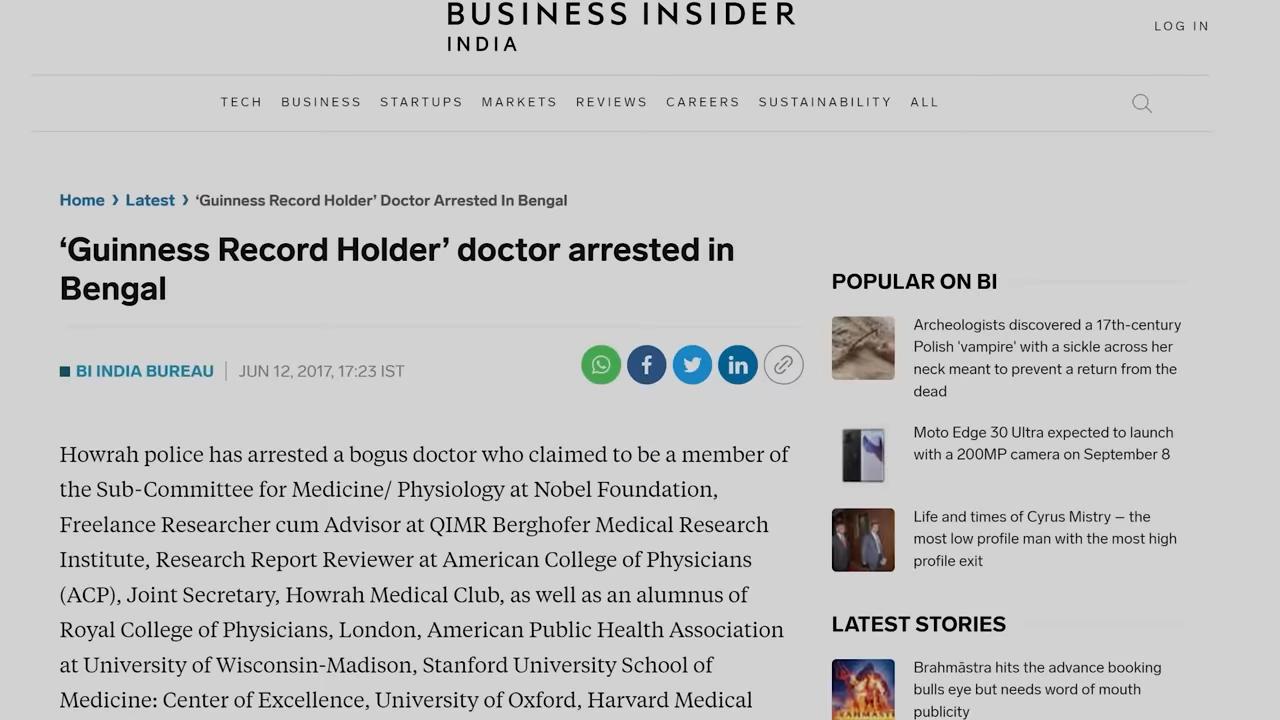 BUSINESS INSIDER
INDIA
LOG IN
TECH BUSINESS STARTUPS MARKETS REVIEWS CAREERS SUSTAINABILITY ALL
Home › Latest › ‘Guinness Record Holder’ Doctor Arrested In Bengal
‘Guinness Record Holder’ doctor arrested in
Bengal
BI INDIA BUREAU | JUN 12, 2017, 17:23 IST
Howrah police has arrested a bogus doctor who claimed to be a member of
the Sub-Committee for Medicine/ Physiology at Nobel Foundation,
Freelance Researcher cum Advisor at QIMR Berghofer Medical Research
Institute, Research Report Reviewer at American College of Physicians
(ACP), Joint Secretary, Howrah Medical Club, as well as an alumnus of
Royal College of Physicians, London, American Public Health Association
at University of Wisconsin-Madison, Stanford University School of
Medicine: Center of Excellence, University of Oxford, Harvard Medical
POPULAR ON BI
Archeologists discovered a 17th-century
Polish 'vampire' with a sickle across her
neck meant to prevent a return from the
dead
Moto Edge 30 Ultra expected to launch
with a 200MP camera on September 8
Life and times of Cyrus Mistry – the
most low profile man with the most high
profile exit
LATEST STORIES
Brahmāstra hits the advance booking
bulls eye but needs word of mouth
publicity